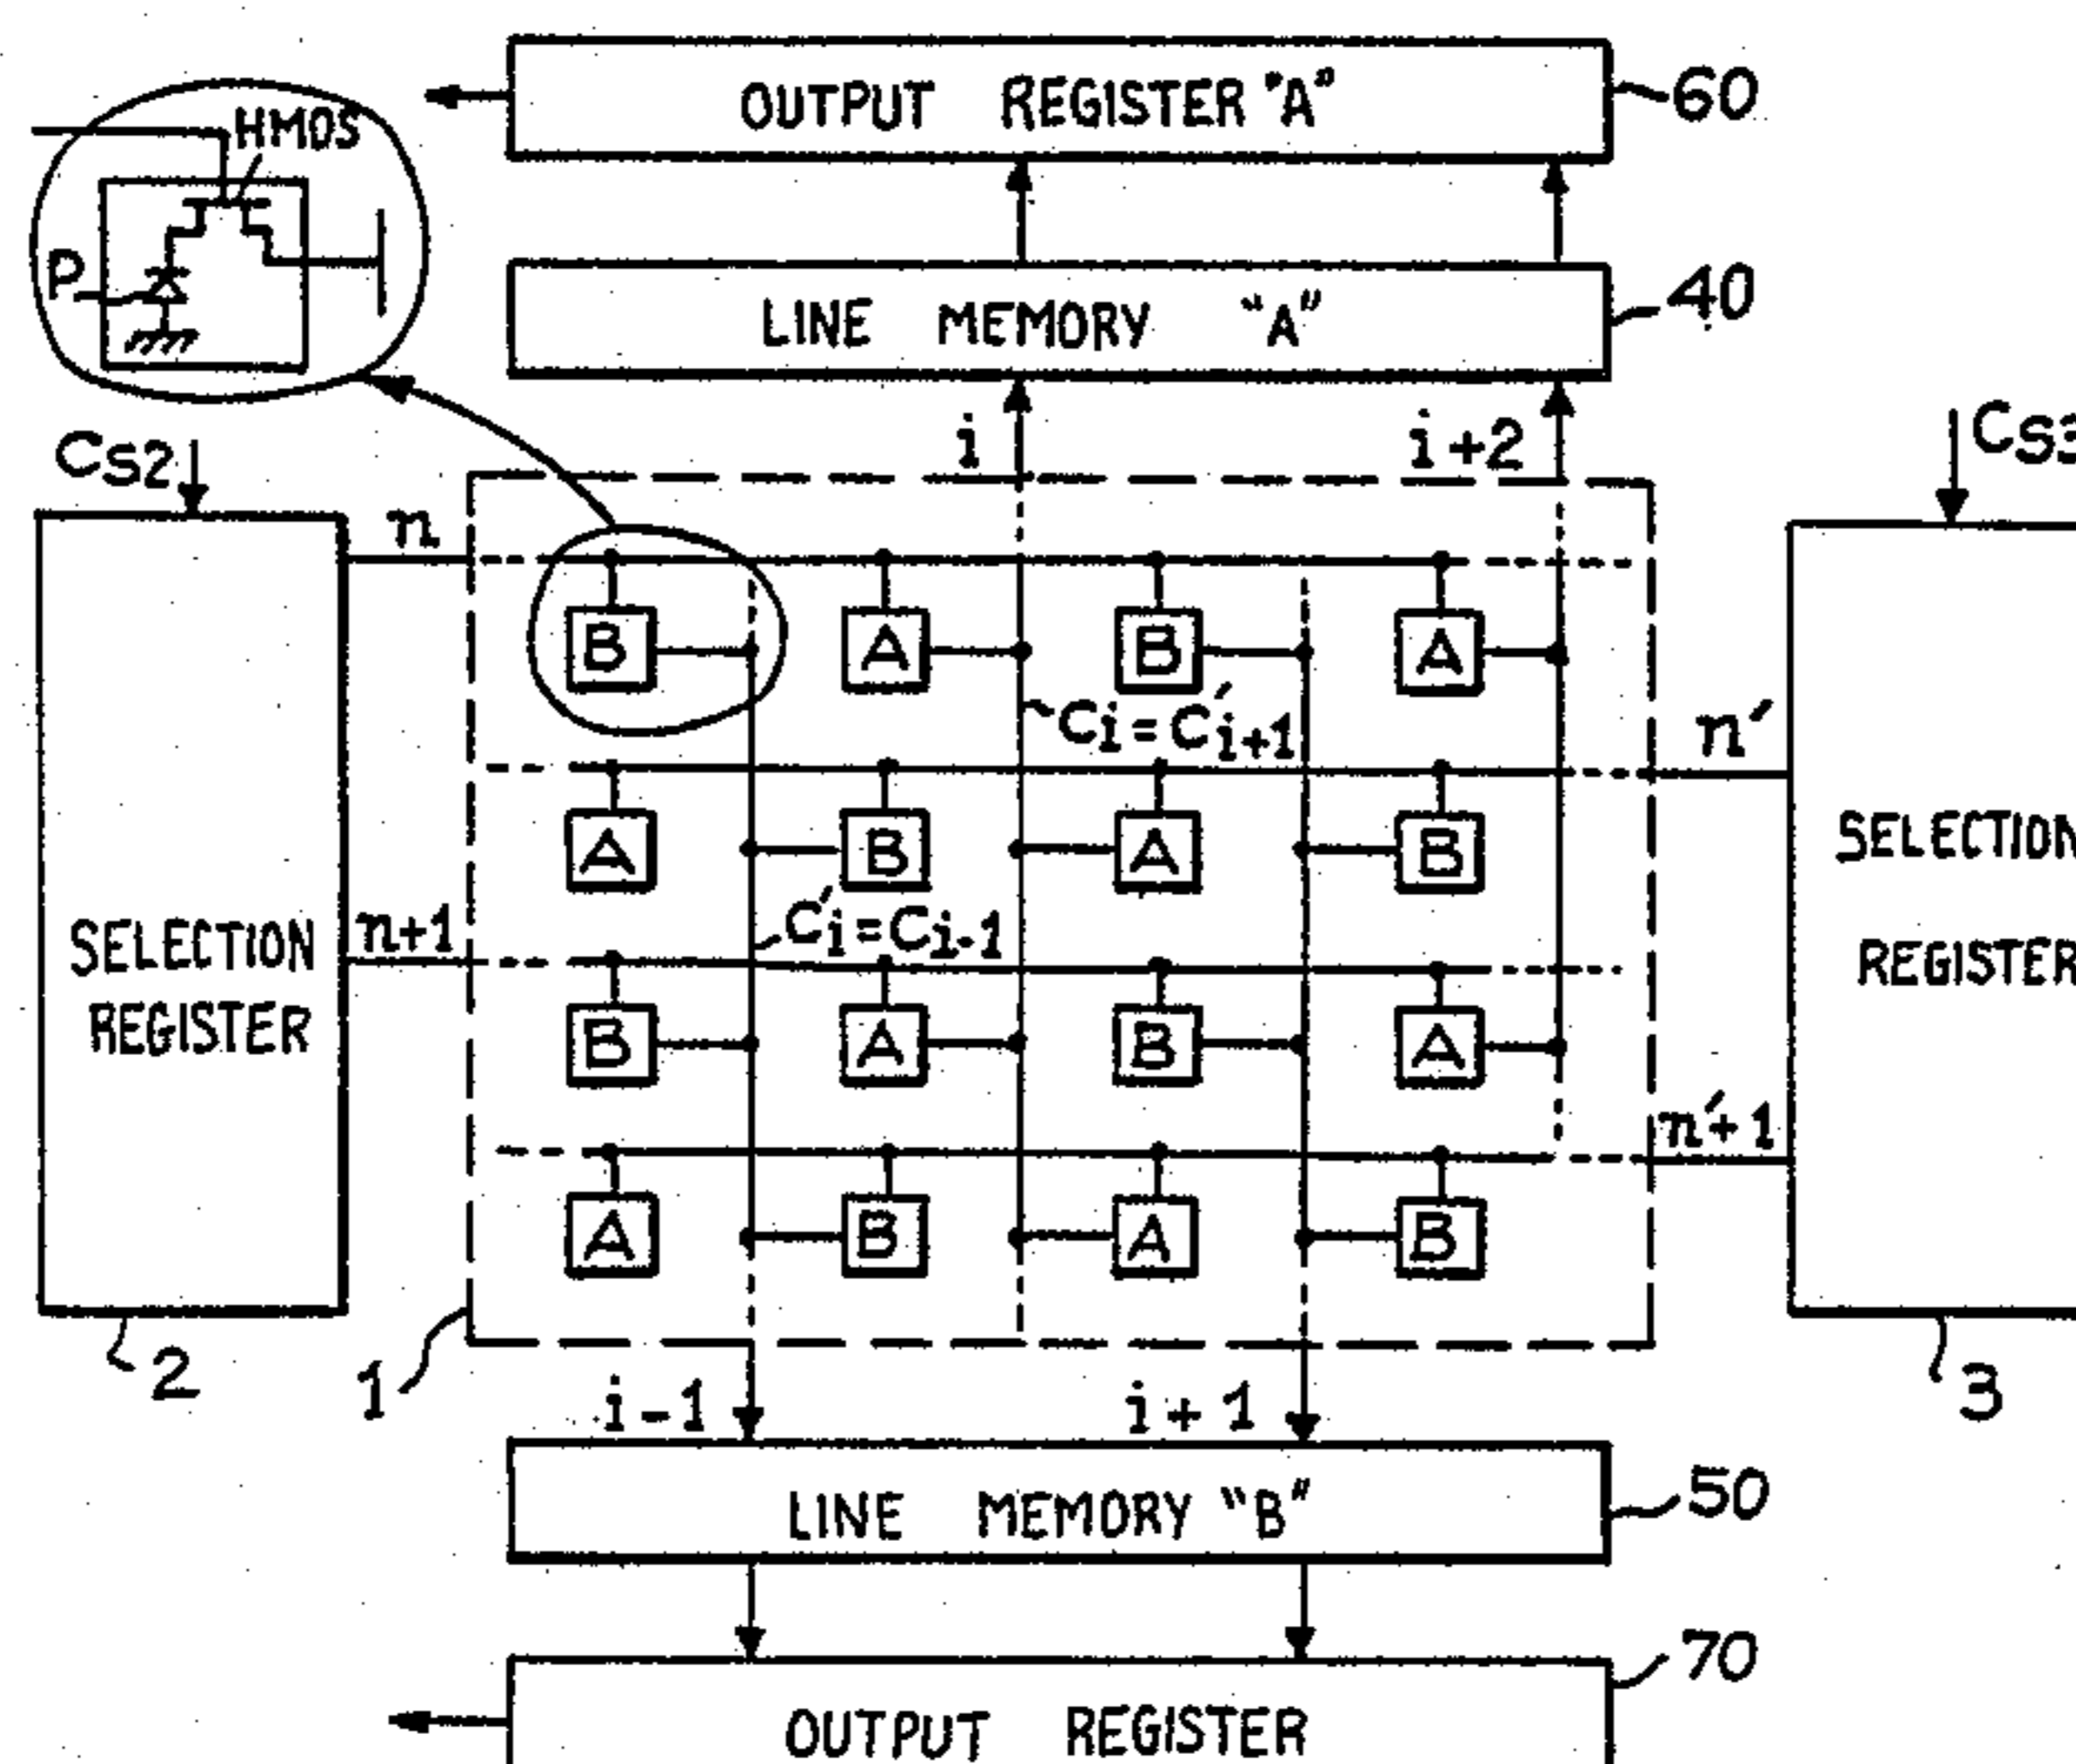 OUTPUT REGISTER "A"
60
HMOS
P
LINE MEMORY "A"
40
i
i+2
CS2
CS3
n
B A B A
Ci=C'i+1
n'
A B A B
SELECTION
REGISTER
n+1
C'i=Ci-1
SELECTION
REGISTER
B A B A
n'+1
A B A B
2
1
i-1
i+1
3
LINE MEMORY "B"
50
70
OUTPUT REGISTER